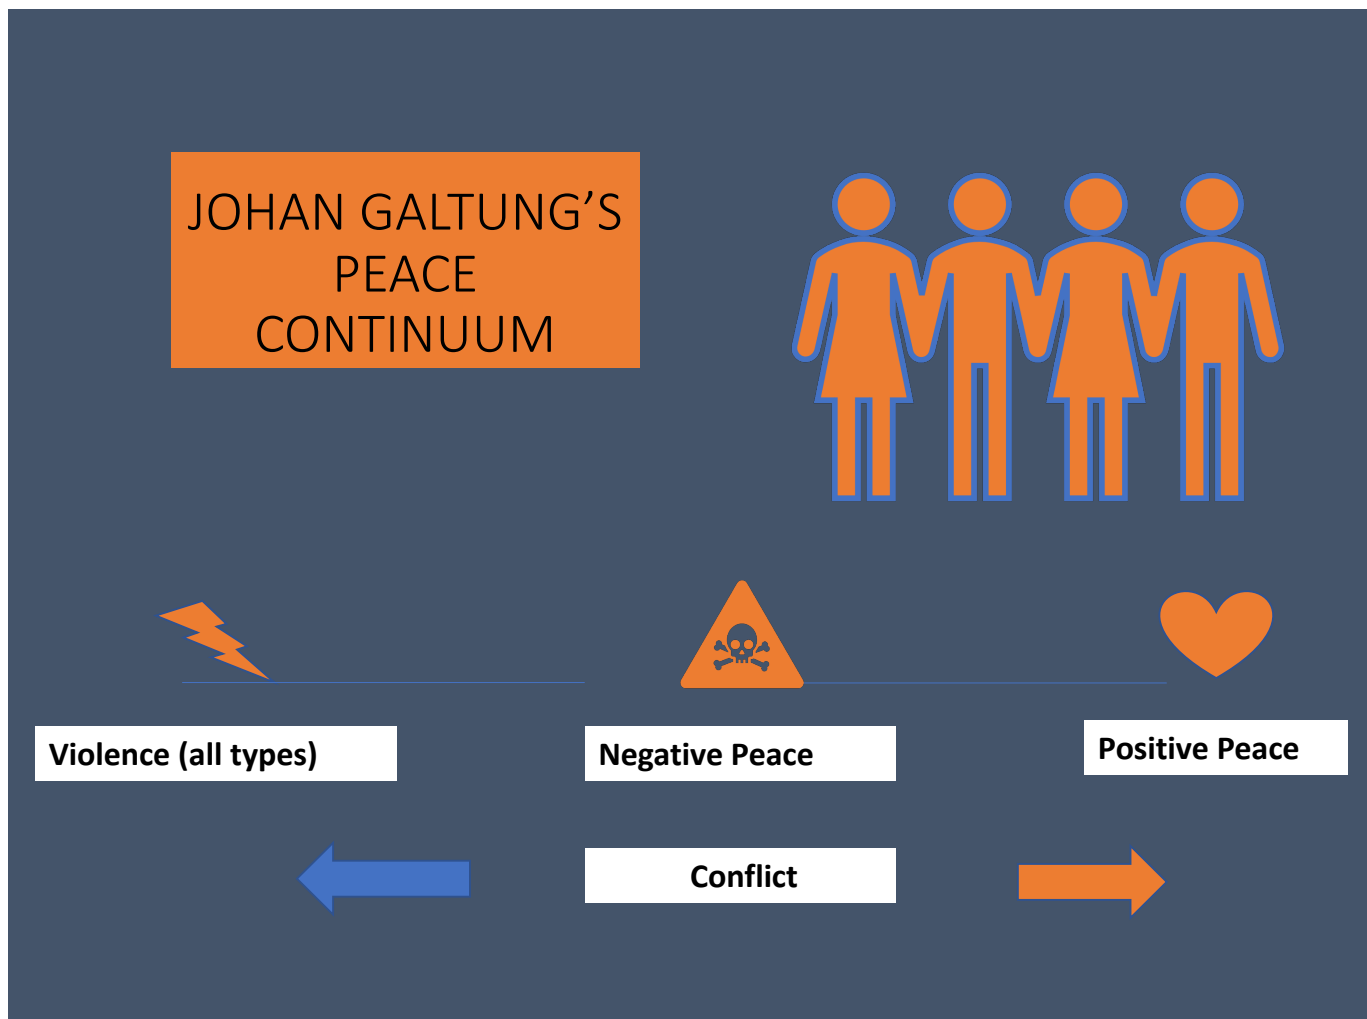 JOHAN GALTUNG’S
PEACE
CONTINUUM
Violence (all types)
Negative Peace
Positive Peace
Conflict